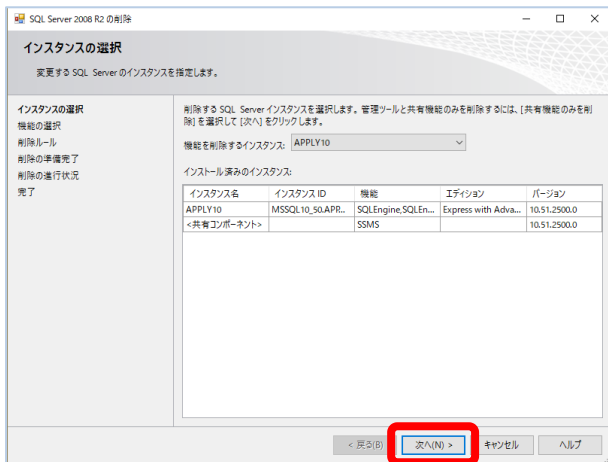 SQL Server 2008 R2 の削除
インスタンスの選択
変更する SQL Server のインスタンスを指定します。
インスタンスの選択
機能の選択
削除ルール
削除の準備完了
削除の進行状況
完了
削除する SQL Server インスタンスを選択します。管理ツールと共有機能のみを削除するには、[共有機能のみを削
除] を選択して [次へ] をクリックします。
機能を削除するインスタンス: APPLY10
インストール済みのインスタンス:
インスタンス名 インスタンス ID 機能 エディション バージョン
APPLY10 MSSQL10_50.APR... SQLEngine,SQLEn... Express with Adva... 10.51.2500.0
<共有コンポーネント> SSMS 10.51.2500.0
< 戻る(B) 次へ(N) > キャンセル ヘルプ